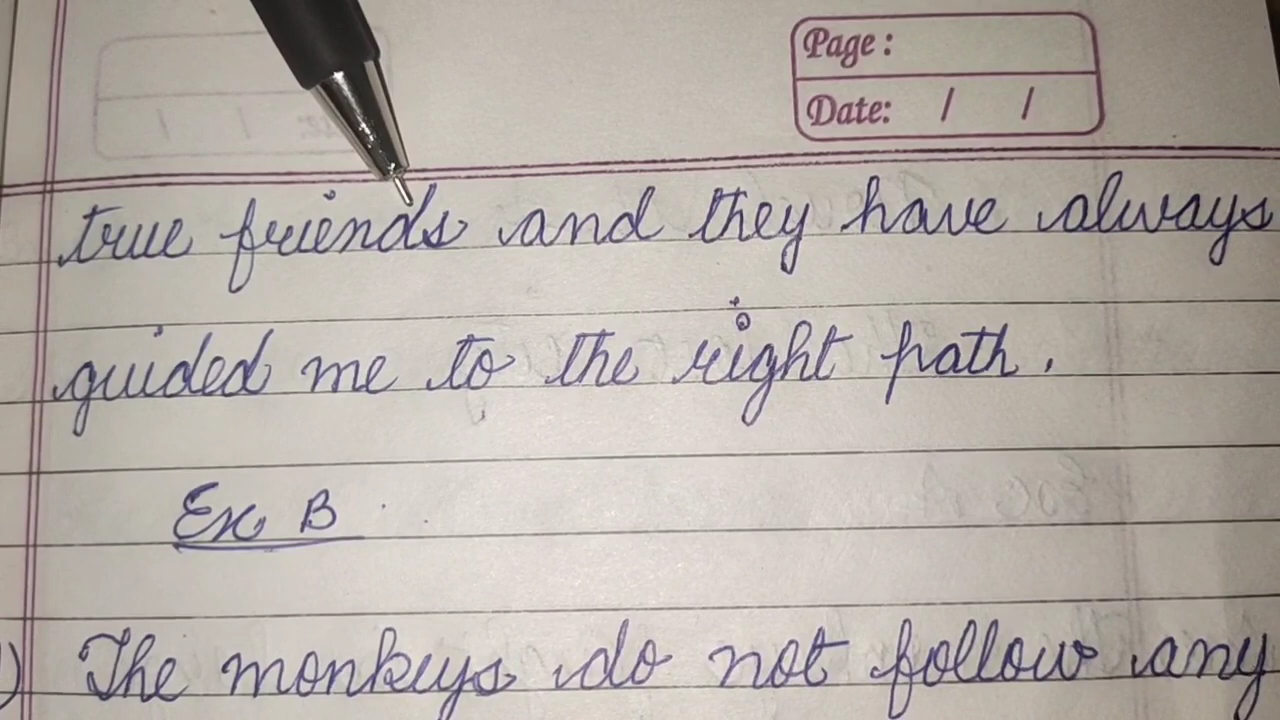 Page:
Date: / /
true friends and they have always
guided me to the right path.
Ex B
) The monkeys do not follow any